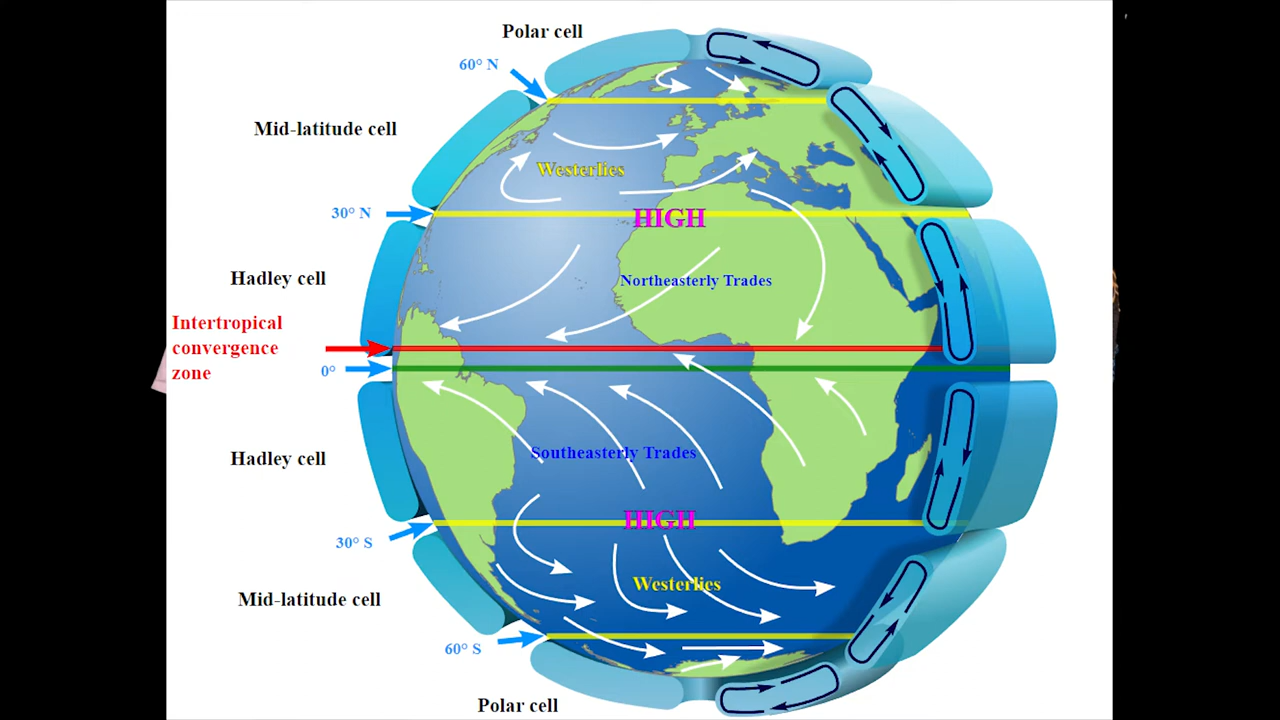 Polar cell
60° N
Mid-latitude cell
Westerlies
30° N
HIGH
Hadley cell
Northeasterly Trades
Intertropical
convergence
zone
0°
Hadley cell
Southeasterly Trades
HIGH
30° S
Westerlies
Mid-latitude cell
60° S
Polar cell